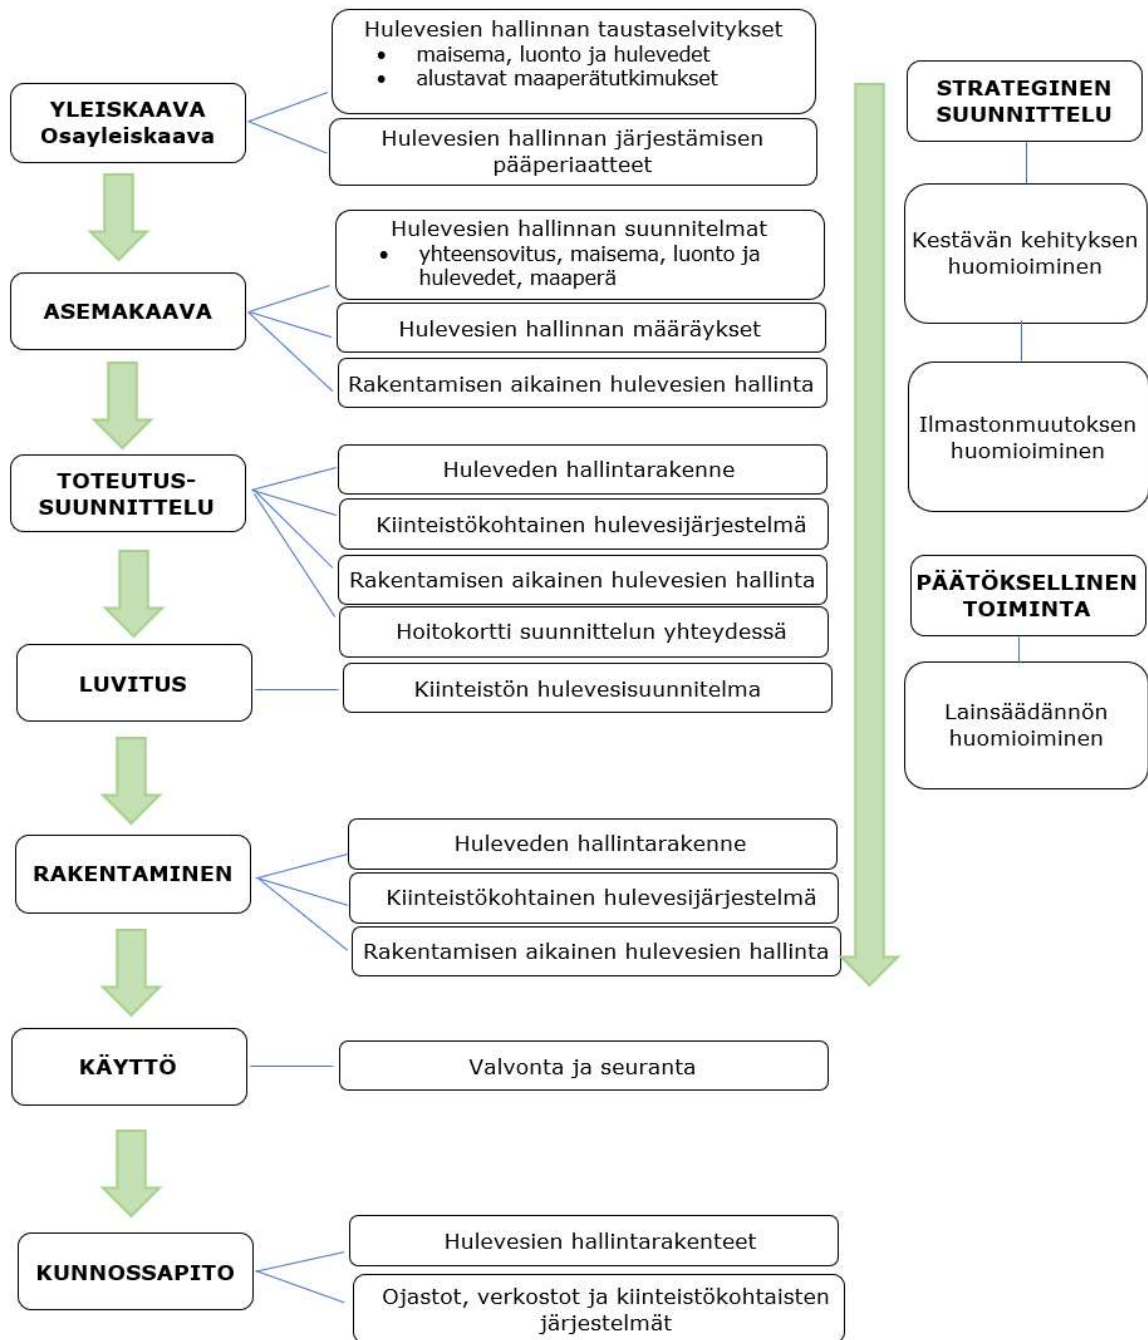 YLEISKAAVA
Osayleiskaava
Hulevesien hallinnan taustaselvitykset
• maisema, luonto ja hulevedet
• alustavat maaperätutkimukset
Hulevesien hallinnan järjestämisen
pääperiaatteet
ASEMAKAAVA
Hulevesien hallinnan suunnitelmat
• yhteensovitus, maisema, luonto ja
hulevedet, maaperä
Hulevesien hallinnan määräykset
Rakentamisen aikainen hulevesien hallinta
TOTEUTUS-
SUUNNITTELU
Huleveden hallintarakenne
Kiinteistökohtainen hulevesijärjestelmä
Rakentamisen aikainen hulevesien hallinta
Hoitokortti suunnittelun yhteydessä
LUVITUS
Kiinteistön hulevesisuunnitelma
RAKENTAMINEN
Huleveden hallintarakenne
Kiinteistökohtainen hulevesijärjestelmä
Rakentamisen aikainen hulevesien hallinta
KÄYTTÖ
Valvonta ja seuranta
KUNNOSSAPITO
Hulevesien hallintarakenteet
Ojastot, verkostot ja kiinteistökohtaisten
järjestelmät
STRATEGINEN
SUUNNITTELU
Kestävän kehityksen
huomioiminen
Ilmastonmuutoksen
huomioiminen
PÄÄTÖKSELLINEN
TOIMINTA
Lainsäädännön
huomioiminen